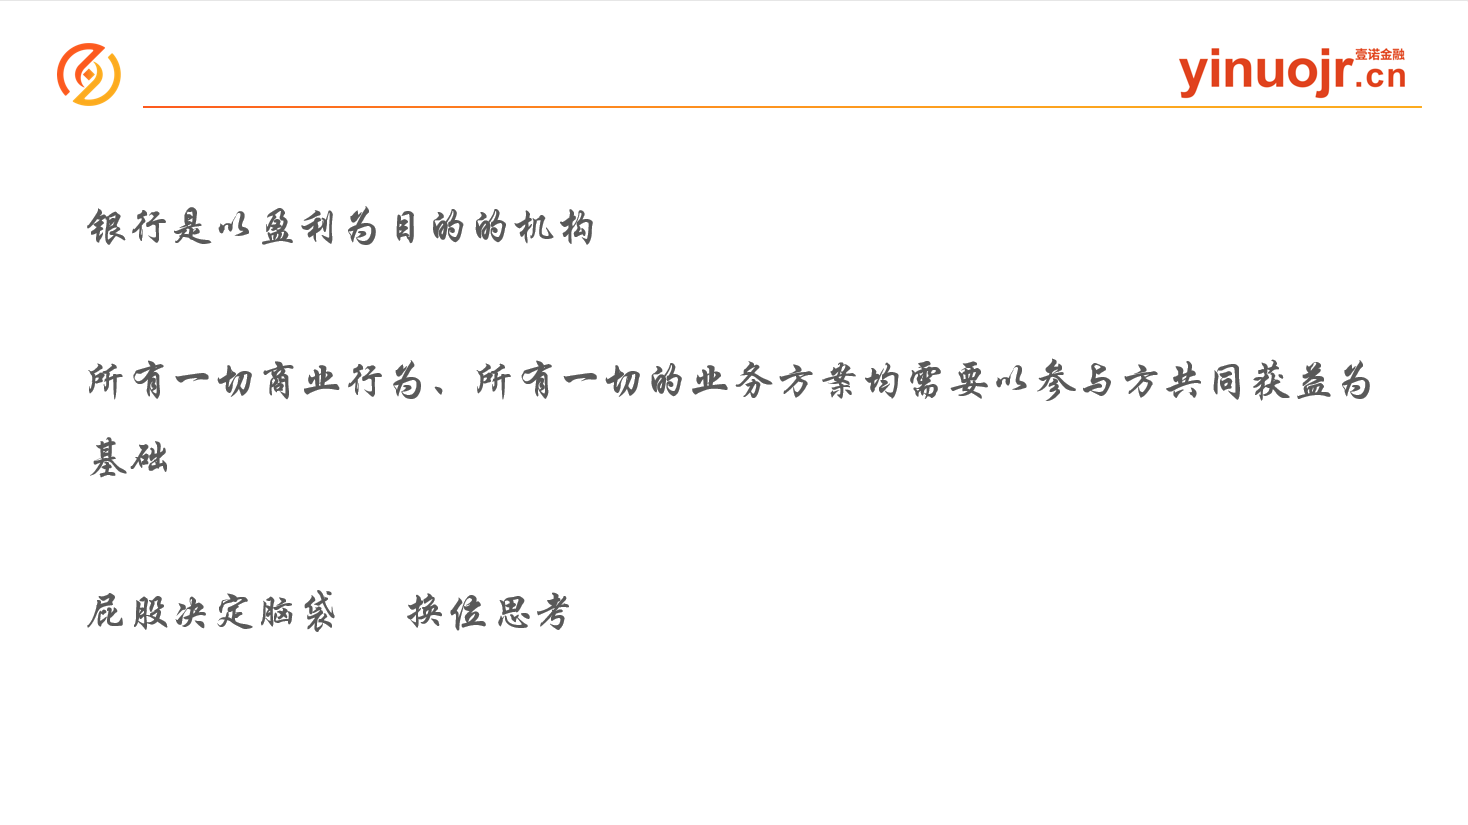 yinuojr.cn
壹诺金融
银行是以盈利为目的的机构
所有一切商业行为、所有一切的业务方案均需要以参与方共同获益为
基础
屁股决定脑袋 换位思考